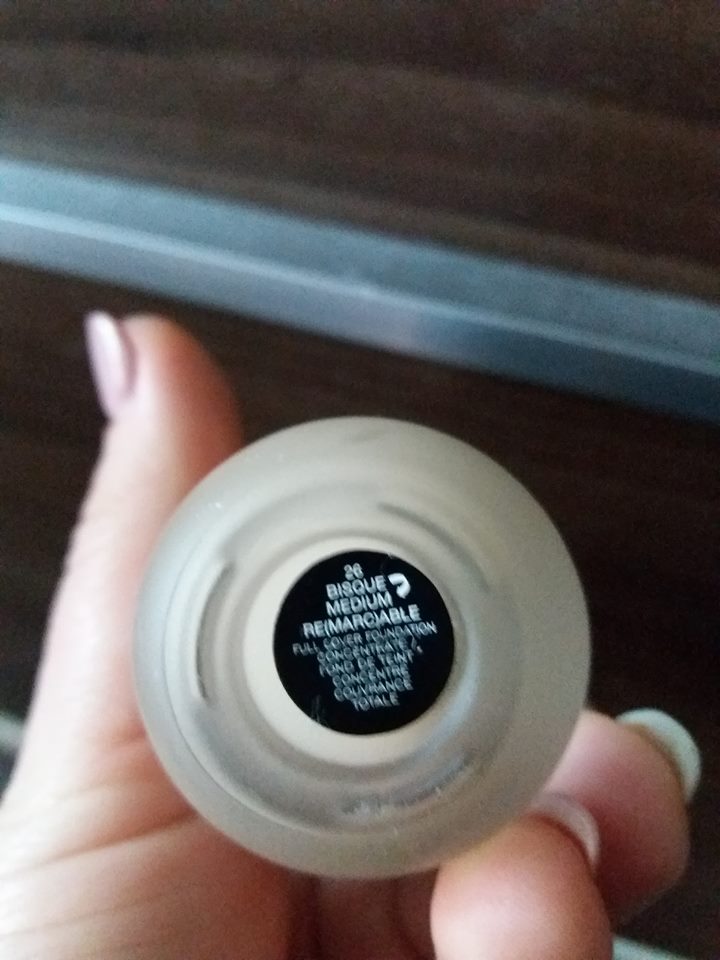 26
BISQUE
MEDIUM
RE(MARC)ABLE
FULL COVER FOUNDATION
CONCENTRATE /
FOND DE TEINT
CONCENTRÉ
COUVRANCE
TOTALE